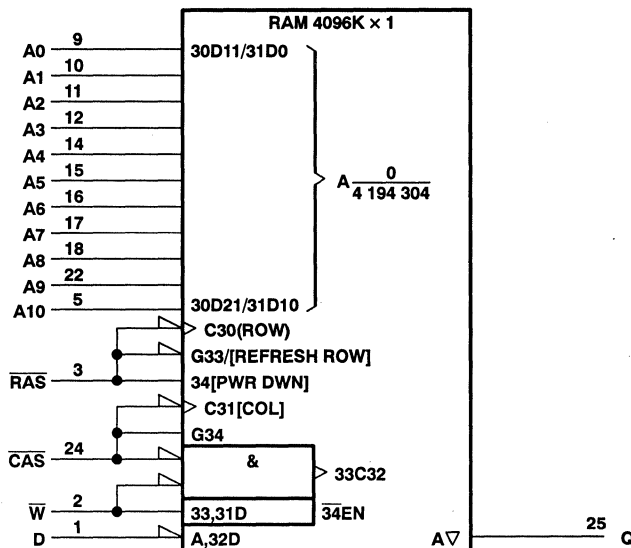 RAM 4096K × 1
A0 9 30D11/31D0
A1 10
A2 11
A3 12
A4 14
A5 15
A6 16
A7 17
A8 18
A9 22
A10 5 30D21/31D10
A 0
4 194 304
C30(ROW)
G33/[REFRESH ROW]
RAS 3 34[PWR DWN]
C31[COL]
G34
CAS 24 &
33C32
W 2 33,31D 34EN
D 1 A,32D
A▽ 25 Q